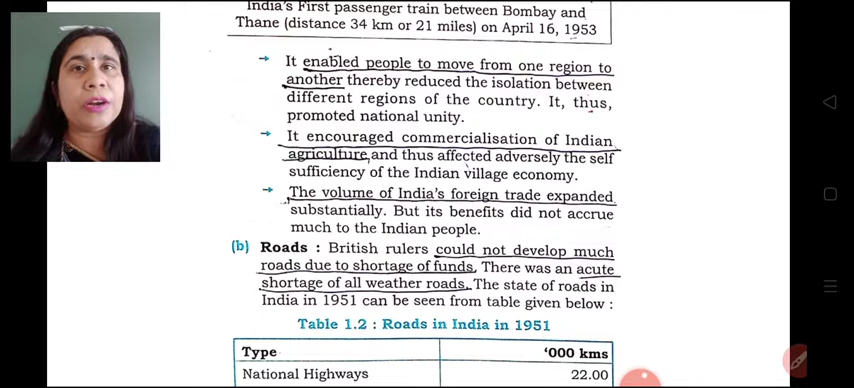 India's First passenger train between Bombay and
Thane (distance 34 km or 21 miles) on April 16, 1953
→ It enabled people to move from one region to
another thereby reduced the isolation between
different regions of the country. It, thus,
promoted national unity.
→ It encouraged commercialisation of Indian
agriculture, and thus affected adversely the self
sufficiency of the Indian village economy.
→ The volume of India's foreign trade expanded
substantially. But its benefits did not accrue
much to the Indian people.
(b) Roads : British rulers could not develop much
roads due to shortage of funds. There was an acute
shortage of all weather roads. The state of roads in
India in 1951 can be seen from table given below :
Table 1.2 : Roads in India in 1951
Type '000 kms
National Highways 22.00